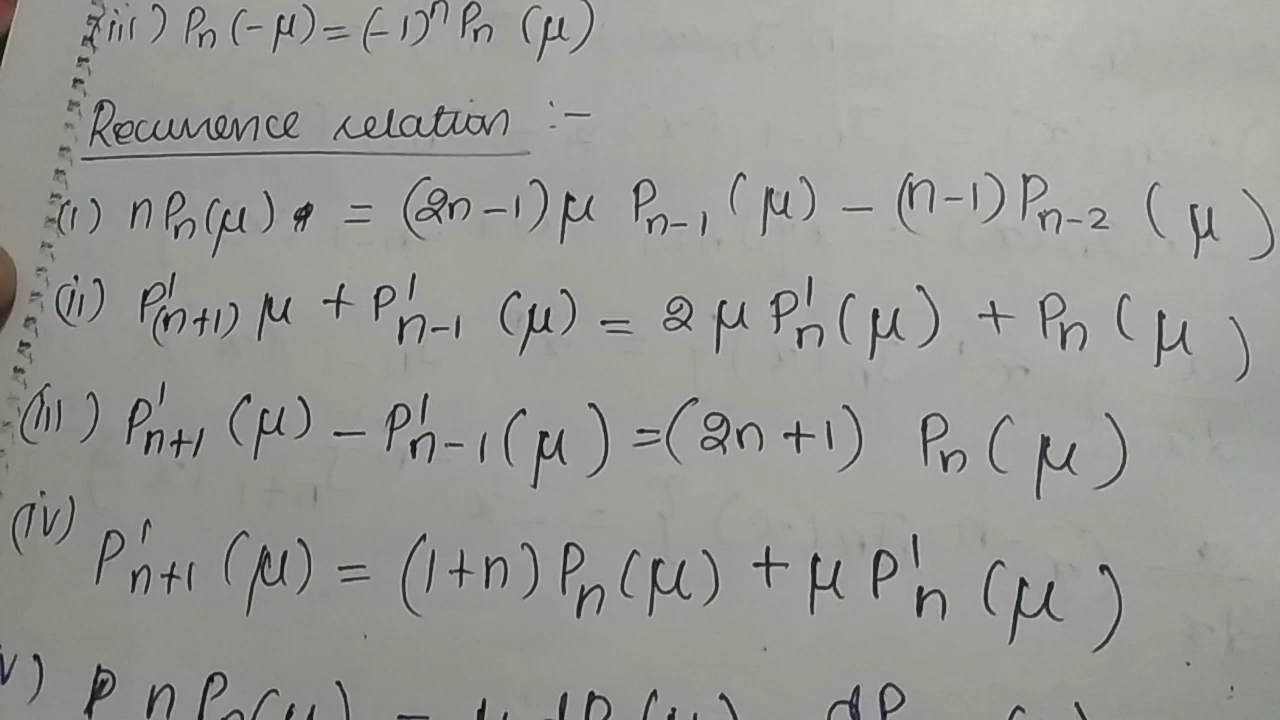 (iii) Pₙ(-μ) = (-1)ⁿ Pₙ (μ)
Recurrence relation :-
(i) nPₙ(μ) = (2n-1)μ Pₙ₋₁ (μ) - (n-1)Pₙ₋₂ (μ)
(ii) P'₍ₙ₊₁₎ μ + P'ₙ₋₁ (μ) = 2μP'ₙ(μ) + Pₙ(μ)
(iii) P'ₙ₊₁ (μ) - P'ₙ₋₁(μ) = (2n+1) Pₙ(μ)
(iv)
P'ₙ₊₁ (μ) = (1+n)Pₙ(μ) + μP'ₙ(μ)
v) nPₙ(μ) =